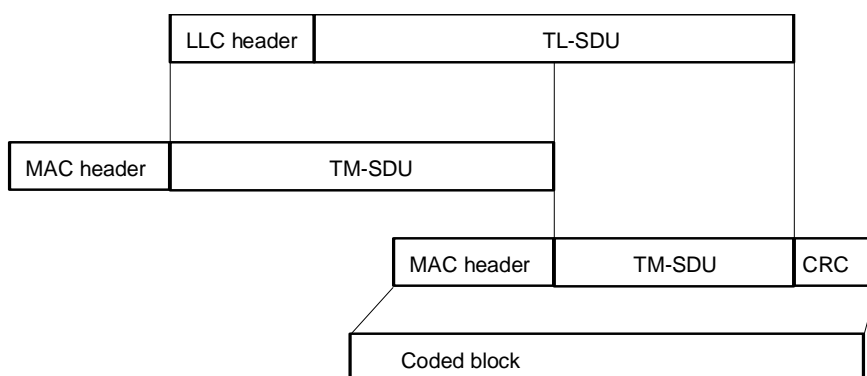 LLC header TL-SDU
MAC header TM-SDU
MAC header TM-SDU CRC
Coded block